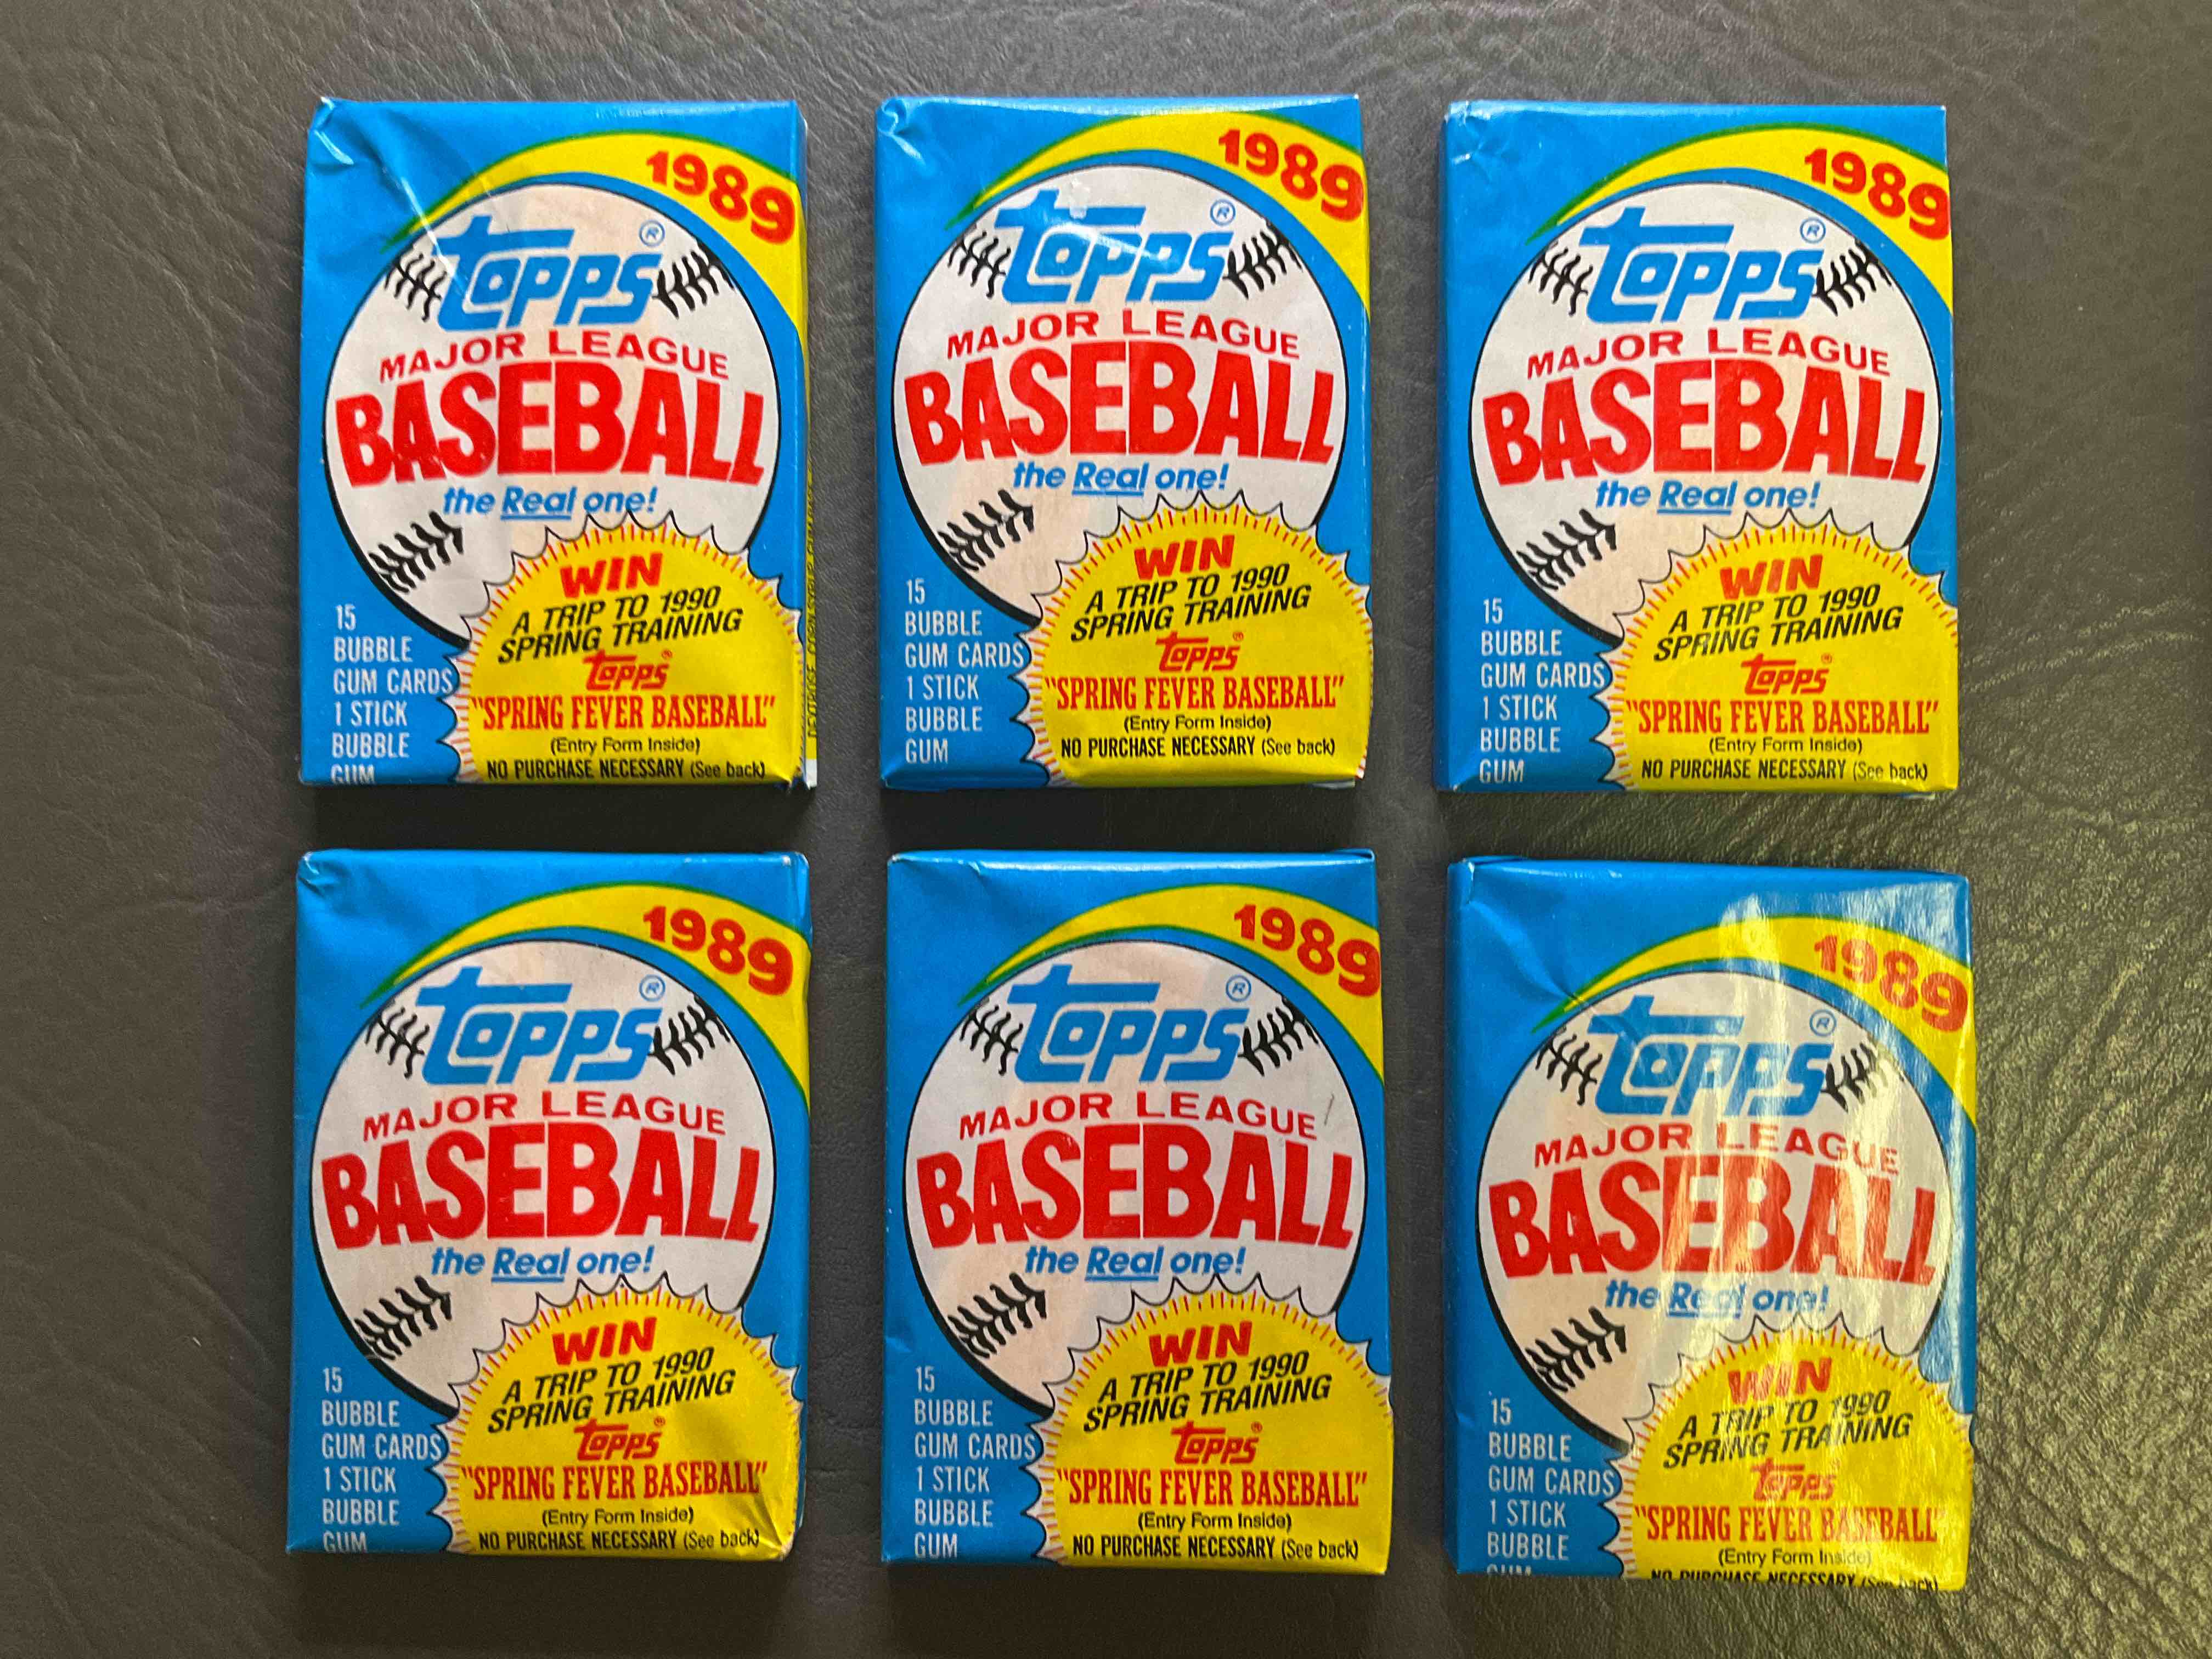 1989
Topps®
MAJOR LEAGUE
BASEBALL
the Real one!
WIN
A TRIP TO 1990
SPRING TRAINING
Topps®
"SPRING FEVER BASEBALL"
(Entry Form Inside)
NO PURCHASE NECESSARY (See back)
15
BUBBLE
GUM CARDS
1 STICK
BUBBLE
GUM
1989
Topps®
MAJOR LEAGUE
BASEBALL
the Real one!
WIN
A TRIP TO 1990
SPRING TRAINING
Topps®
"SPRING FEVER BASEBALL"
(Entry Form Inside)
NO PURCHASE NECESSARY (See back)
15
BUBBLE
GUM CARDS
1 STICK
BUBBLE
GUM
1989
Topps®
MAJOR LEAGUE
BASEBALL
the Real one!
WIN
A TRIP TO 1990
SPRING TRAINING
Topps®
"SPRING FEVER BASEBALL"
(Entry Form Inside)
NO PURCHASE NECESSARY (See back)
15
BUBBLE
GUM CARDS
1 STICK
BUBBLE
GUM
1989
Topps®
MAJOR LEAGUE
BASEBALL
the Real one!
WIN
A TRIP TO 1990
SPRING TRAINING
Topps®
"SPRING FEVER BASEBALL"
(Entry Form Inside)
NO PURCHASE NECESSARY (See back)
15
BUBBLE
GUM CARDS
1 STICK
BUBBLE
GUM
1989
Topps®
MAJOR LEAGUE
BASEBALL
the Real one!
WIN
A TRIP TO 1990
SPRING TRAINING
Topps®
"SPRING FEVER BASEBALL"
(Entry Form Inside)
NO PURCHASE NECESSARY (See back)
15
BUBBLE
GUM CARDS
1 STICK
BUBBLE
GUM
1989
Topps®
MAJOR LEAGUE
BASEBALL
the Real one!
WIN
A TRIP TO 1990
SPRING TRAINING
Topps®
"SPRING FEVER BASEBALL"
(Entry Form Inside)
NO PURCHASE NECESSARY (See back)
15
BUBBLE
GUM CARDS
1 STICK
BUBBLE
GUM